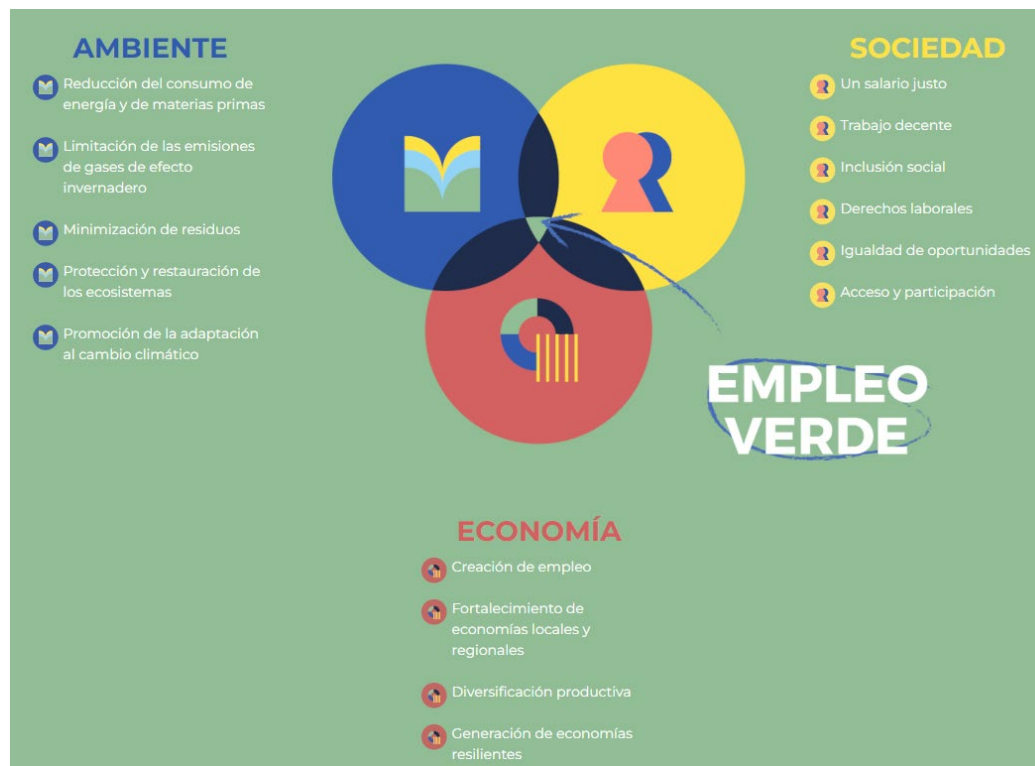 AMBIENTE
Reducción del consumo de
energía y de materias primas
Limitación de las emisiones
de gases de efecto
invernadero
Minimización de residuos
Protección y restauración de
los ecosistemas
Promoción de la adaptación
al cambio climático
SOCIEDAD
Un salario justo
Trabajo decente
Inclusión social
Derechos laborales
Igualdad de oportunidades
Acceso y participación
EMPLEO
VERDE
ECONOMÍA
Creación de empleo
Fortalecimiento de
economías locales y
regionales
Diversificación productiva
Generación de economías
resilientes